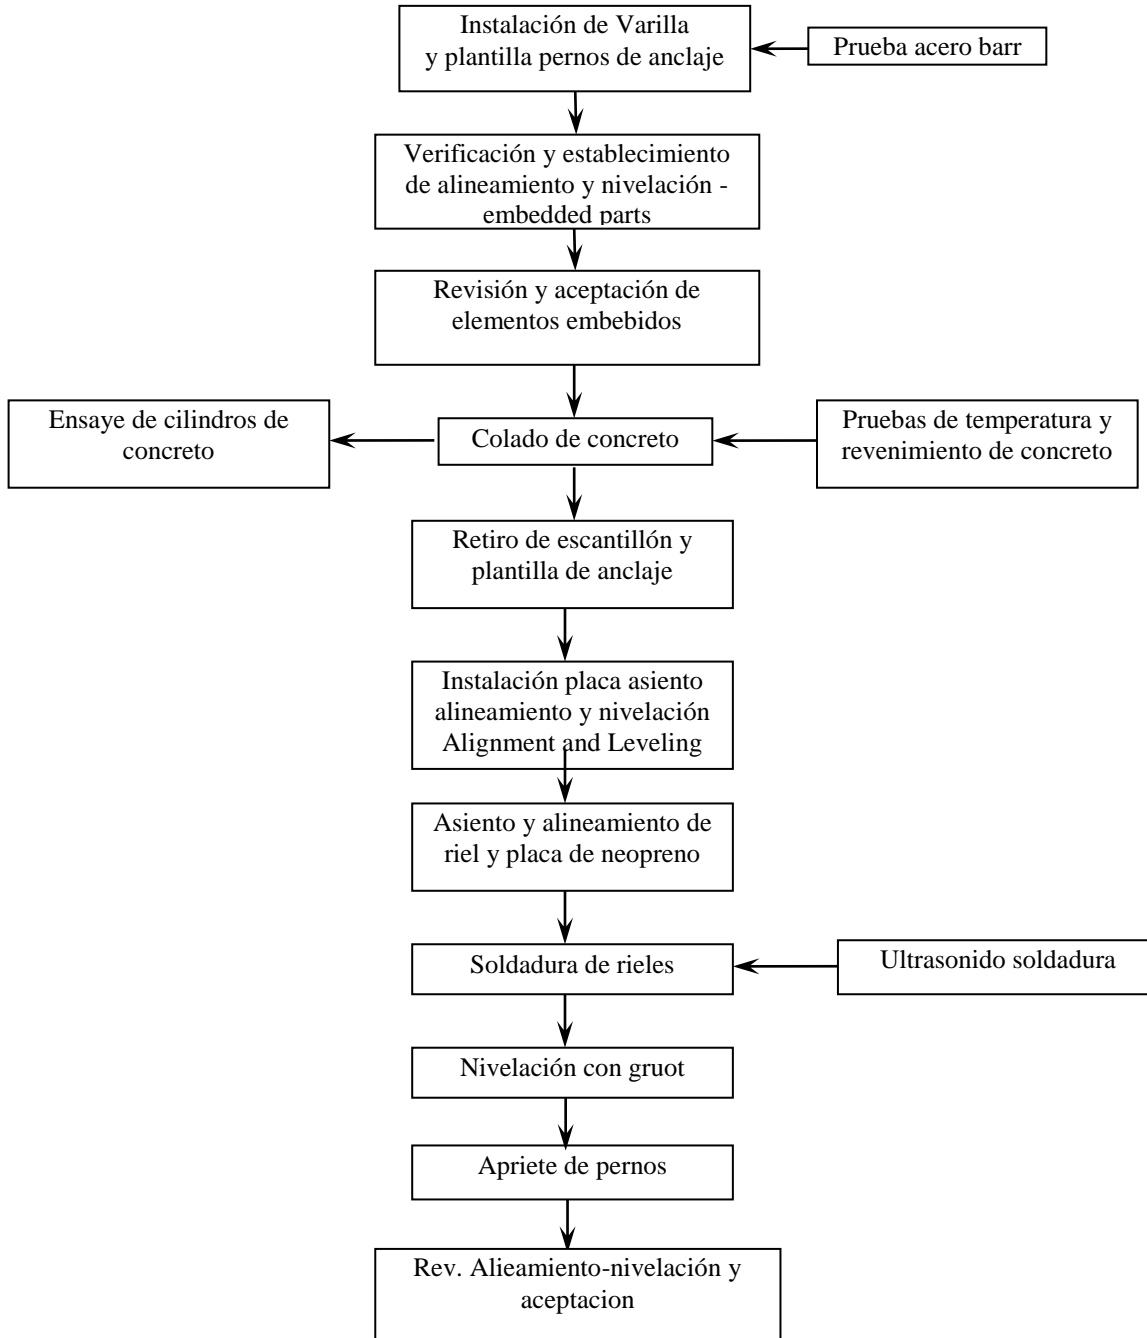 Instalación de Varilla
y plantilla pernos de anclaje
Prueba acero barr
Verificación y establecimiento
de alineamiento y nivelación -
embedded parts
Revisión y aceptación de
elementos embebidos
Ensaye de cilindros de
concreto
Colado de concreto
Pruebas de temperatura y
revenimiento de concreto
Retiro de escantillón y
plantilla de anclaje
Instalación placa asiento
alineamiento y nivelación
Alignment and Leveling
Asiento y alineamiento de
riel y placa de neopreno
Soldadura de rieles
Ultrasonido soldadura
Nivelación con gruot
Apriete de pernos
Rev. Alieamiento-nivelación y
aceptacion